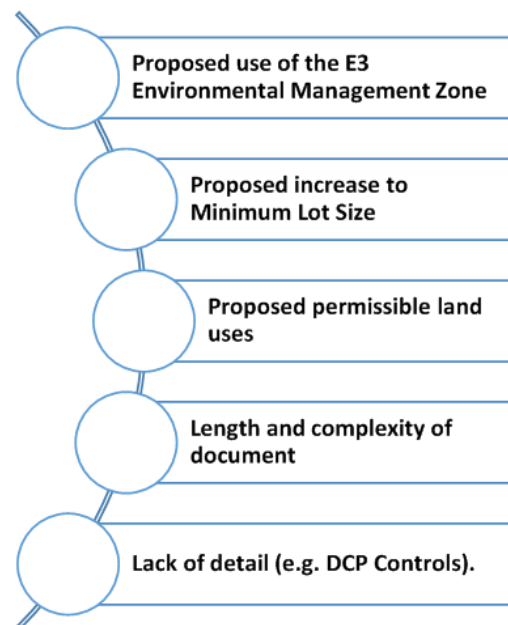 Proposed use of the E3
Environmental Management Zone
Proposed increase to
Minimum Lot Size
Proposed permissible land
uses
Length and complexity of
document
Lack of detail (e.g. DCP Controls).